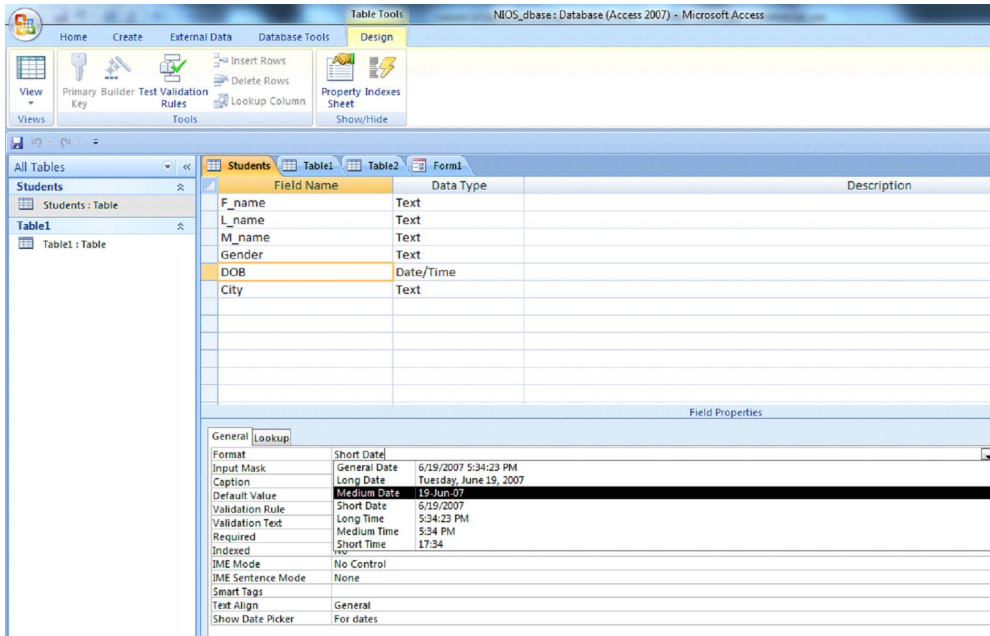 Table Tools NIOS_dbase : Database (Access 2007) - Microsoft Access
Home Create External Data Database Tools Design
View
Views
Primary Key
Builder
Test Validation Rules
Insert Rows
Delete Rows
Lookup Column
Tools
Property Sheet
Indexes
Show/Hide
All Tables
Students
Students : Table
Table1
Table1 : Table
Students Table1 Table2 Form1
Field Name Data Type Description
F_name Text
L_name Text
M_name Text
Gender Text
DOB Date/Time
City Text
Field Properties
General Lookup
Format Short Date
Input Mask
Caption
Default Value
Validation Rule
Validation Text
Required
Indexed No
IME Mode No Control
IME Sentence Mode None
Smart Tags
Text Align General
Show Date Picker For dates
General Date 6/19/2007 5:34:23 PM
Long Date Tuesday, June 19, 2007
Medium Date 19-Jun-07
Short Date 6/19/2007
Long Time 5:34:23 PM
Medium Time 5:34 PM
Short Time 17:34